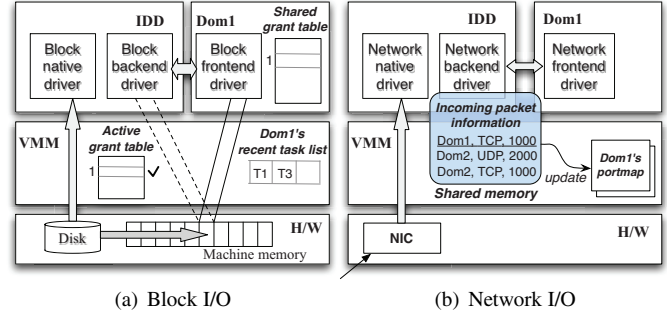 IDD
Dom1
Shared
grant table
Block
native
driver
Block
backend
driver
Block
frontend
driver
1
VMM
Active
grant table
1
Dom1's
recent task list
T1 T3
Disk
Machine memory
H/W
(a) Block I/O
IDD
Dom1
Network
native
driver
Network
backend
driver
Network
frontend
driver
Incoming packet
information
VMM
Dom1, TCP, 1000
Dom2, UDP, 2000
Dom2, TCP, 1000
Shared memory
update
Dom1's
portmap
NIC
H/W
(b) Network I/O